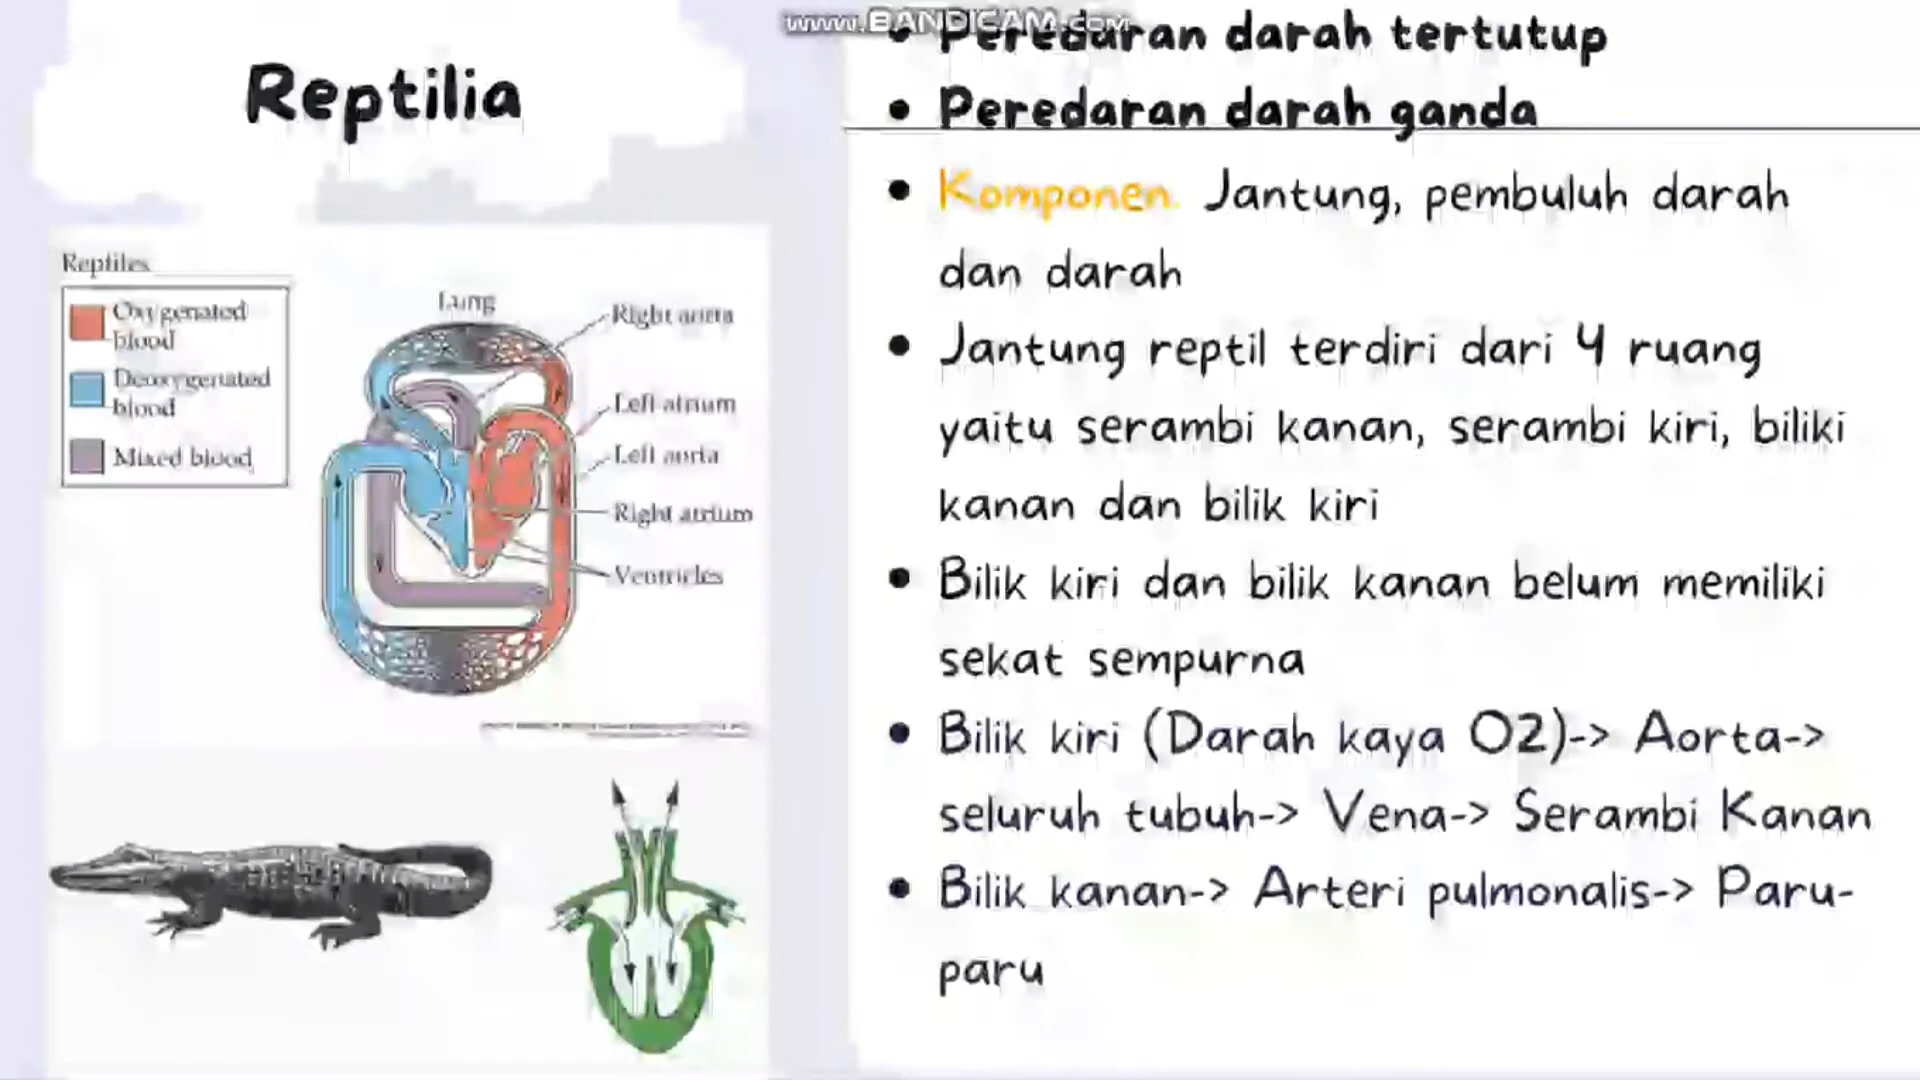 www.BANDICAM.com
Reptilia
• Peredaran darah tertutup
• Peredaran darah ganda
• Komponen. Jantung, pembuluh darah
dan darah
• Jantung reptil terdiri dari 4 ruang
yaitu serambi kanan, serambi kiri, biliki
kanan dan bilik kiri
• Bilik kiri dan bilik kanan belum memiliki
sekat sempurna
• Bilik kiri (Darah kaya O2)-> Aorta->
seluruh tubuh-> Vena-> Serambi Kanan
• Bilik kanan-> Arteri pulmonalis-> Paru-
paru
Reptiles
Oxygenated
blood
Deoxygenated
blood
Mixed blood
Lung
Right aorta
Left atrium
Left aorta
Right atrium
Ventricles